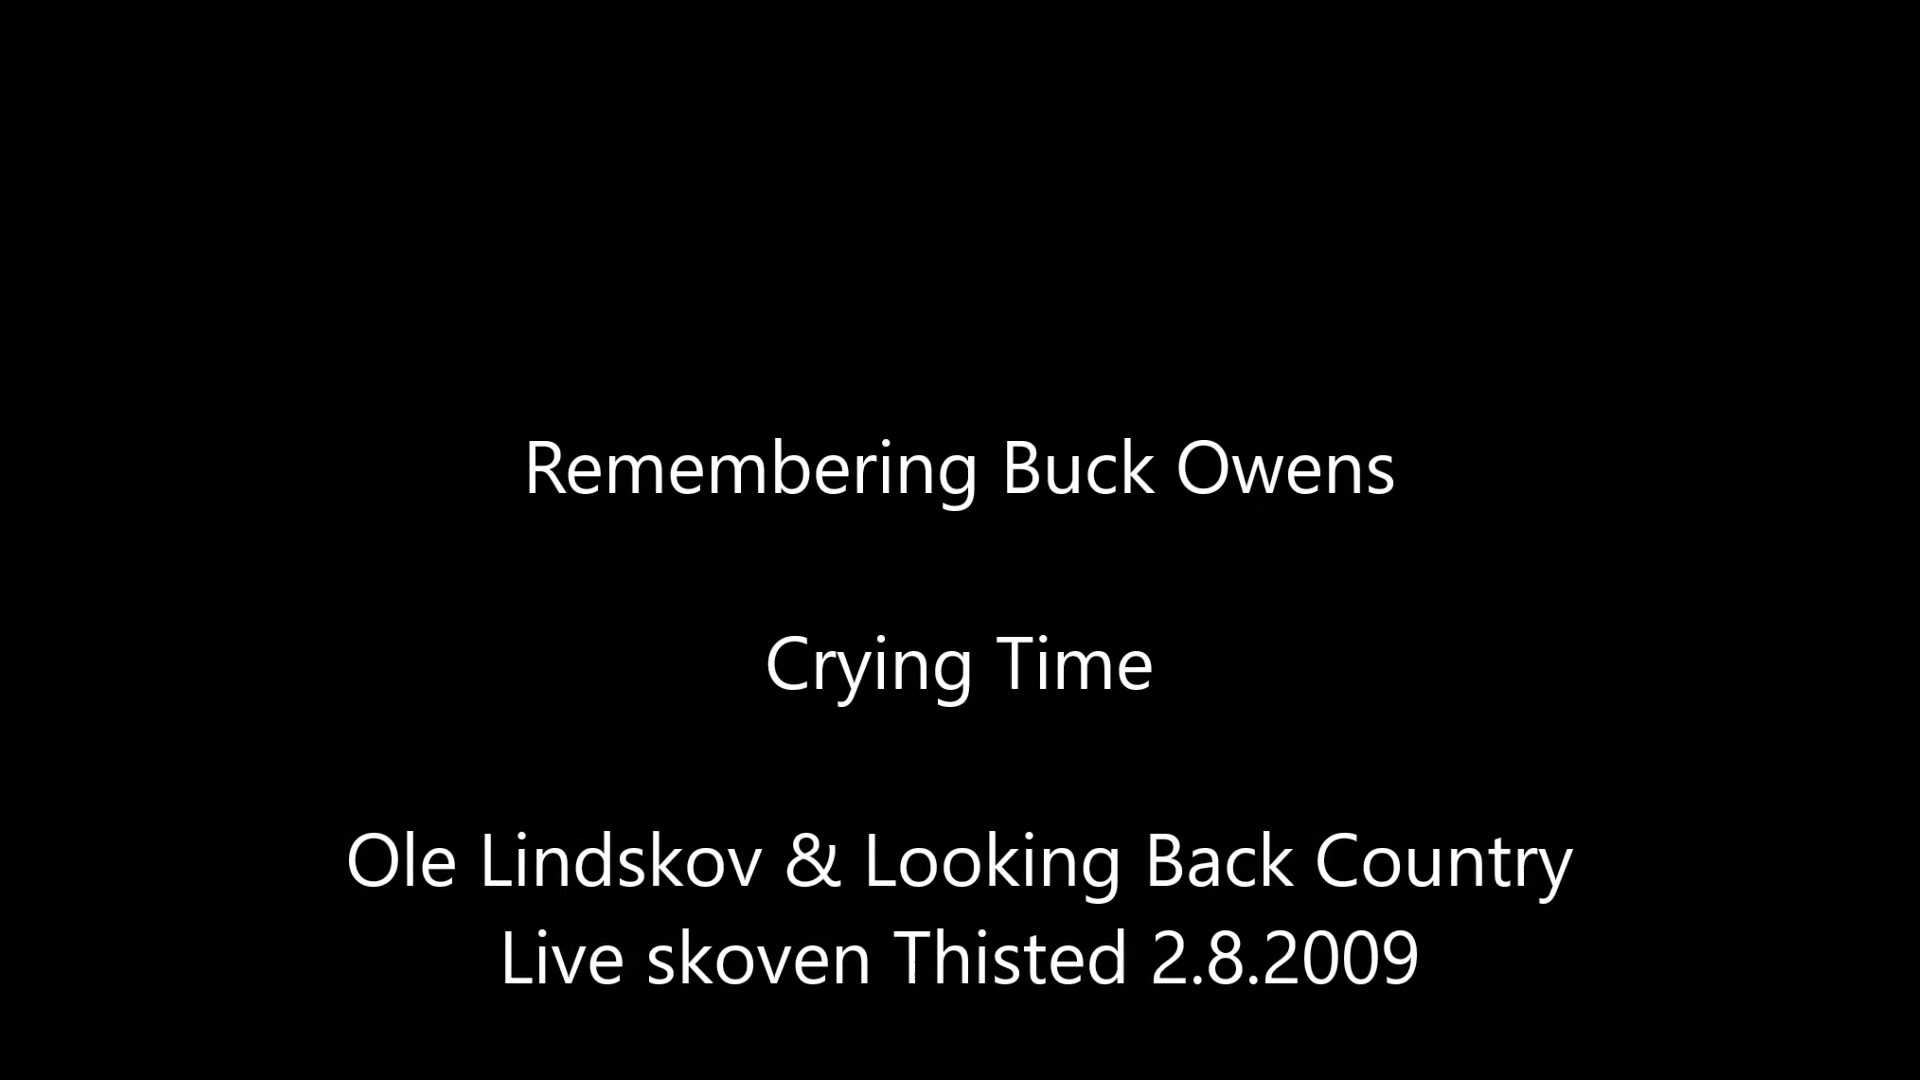 Remembering Buck Owens
Crying Time
Ole Lindskov & Looking Back Country
Live skoven Thisted 2.8.2009